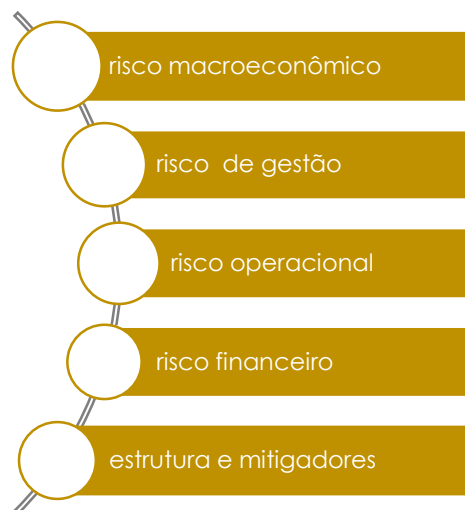 risco macroeconômico
risco de gestão
risco operacional
risco financeiro
estrutura e mitigadores